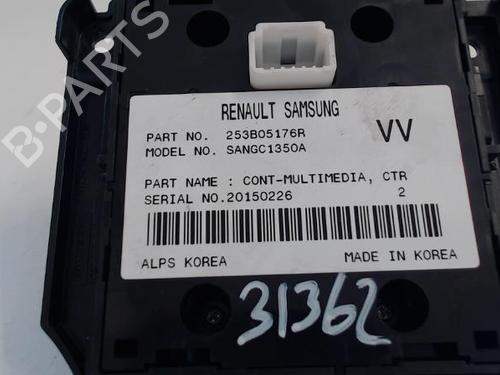 RENAULT SAMSUNG
PART NO. 253B05176R
VV
MODEL NO. SANGC1350A
PART NAME : CONT-MULTIMEDIA, CTR
SERIAL NO.20150226 2
ALPS KOREA MADE IN KOREA
31362
B-PARTS